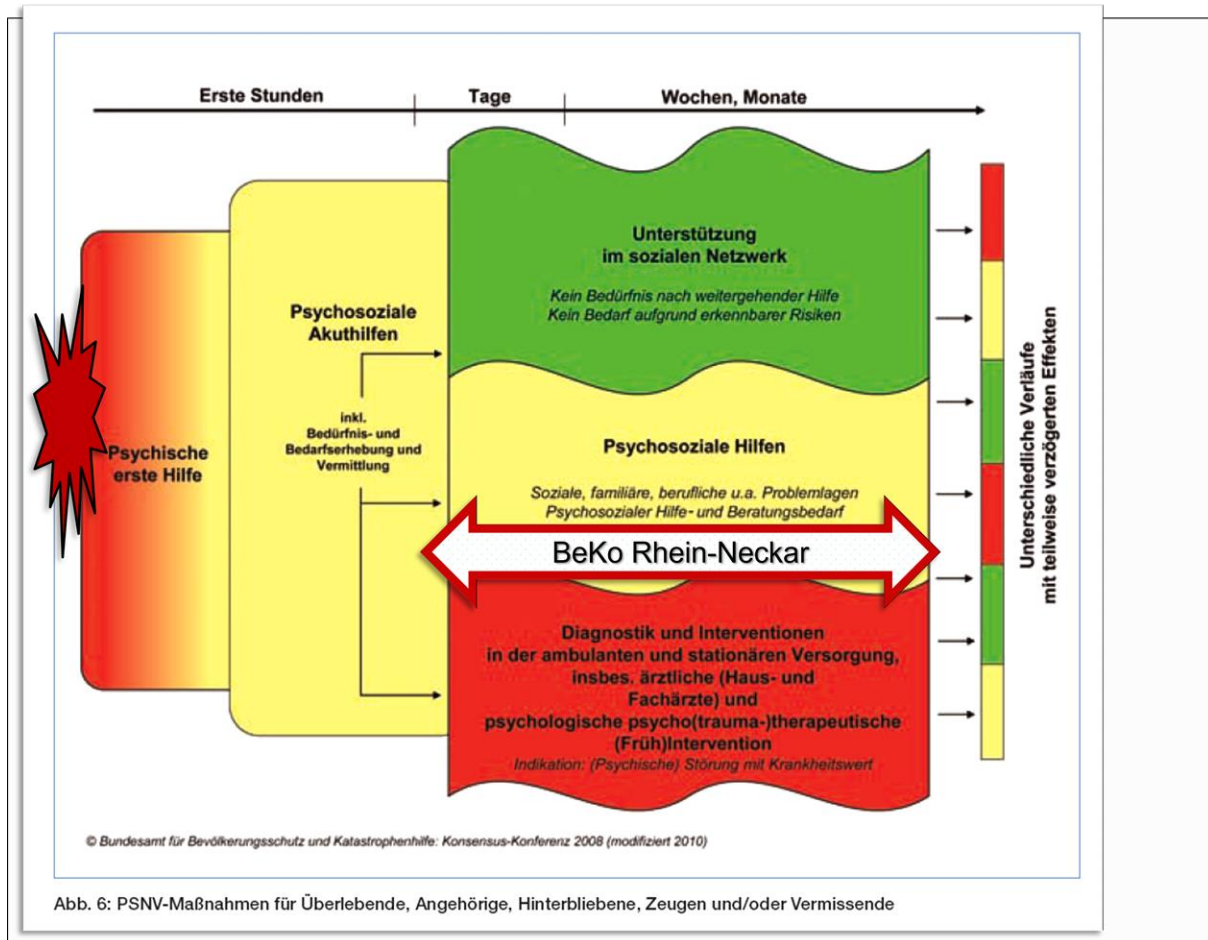 Erste Stunden
Tage
Wochen, Monate
Psychische
erste Hilfe
Psychosoziale
Akuthilfen
inkl.
Bedürfnis- und
Bedarfserhebung und
Vermittlung
Unterstützung
im sozialen Netzwerk
Kein Bedürfnis nach weitergehender Hilfe
Kein Bedarf aufgrund erkennbarer Risiken
Psychosoziale Hilfen
Soziale, familiäre, berufliche u.a. Problemlagen
Psychosozialer Hilfe- und Beratungsbedarf
BeKo Rhein-Neckar
Diagnostik und Interventionen
in der ambulanten und stationären Versorgung,
insbes. ärztliche (Haus- und
Fachärzte) und
psychologische psycho(trauma-)therapeutische
(Früh)Intervention
Indikation: (Psychische) Störung mit Krankheitswert
Unterschiedliche Verläufe
mit teilweise verzögerten Effekten
© Bundesamt für Bevölkerungsschutz und Katastrophenhilfe: Konsensus-Konferenz 2008 (modifiziert 2010)
Abb. 6: PSNV-Maßnahmen für Überlebende, Angehörige, Hinterbliebene, Zeugen und/oder Vermissende